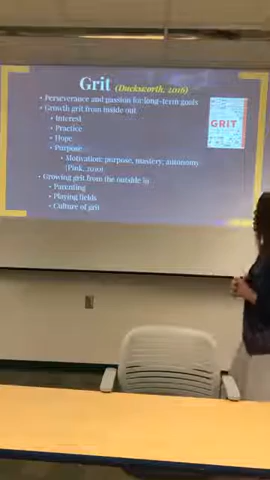 Grit (Duckworth, 2016)
• Perseverance and passion for long-term goals
• Growth grit from inside out
• Interest
• Practice
• Hope
• Purpose
• Motivation: purpose, mastery, autonomy
(Pink, 2010)
• Growing grit from the outside in
• Parenting
• Playing fields
• Culture of grit
GRIT